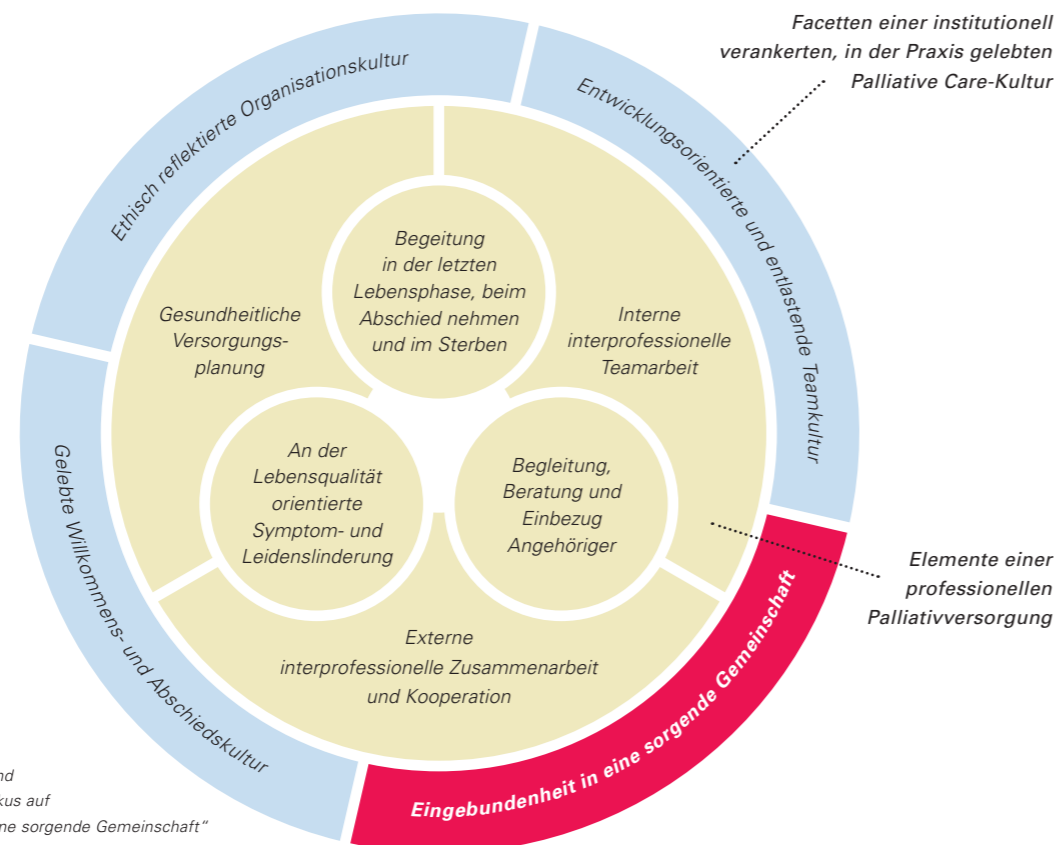 Facetten einer institutionell
verankerten, in der Praxis gelebten
Palliative Care-Kultur
Ethisch reflektierte Organisationskultur
Entwicklungsorientierte und entlastende Teamkultur
Begeitung
in der letzten
Lebensphase, beim
Abschied nehmen
und im Sterben
Gesundheitliche
Versorgungs-
planung
Interne
interprofessionelle
Teamarbeit
An der
Lebensqualität
orientierte
Symptom- und
Leidenslinderung
Begleitung,
Beratung und
Einbezug
Angehöriger
Elemente einer
professionellen
Palliativversorgung
Externe
interprofessionelle Zusammenarbeit
und Kooperation
Gelebte Willkommens- und Abschiedskultur
Eingebundenheit in eine sorgende Gemeinschaft
sorgende Gemeinschaft“